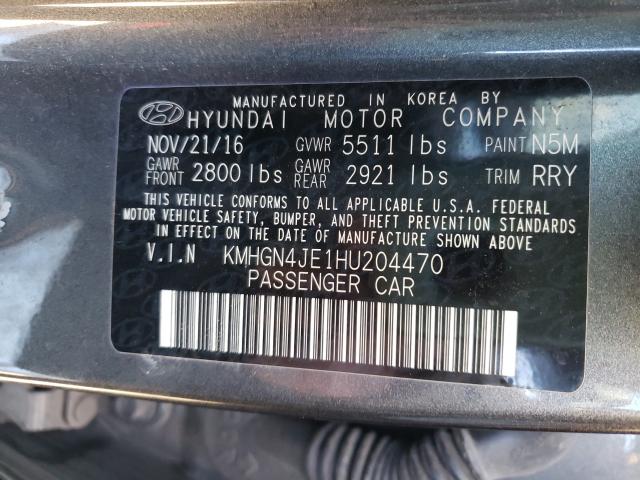 MANUFACTURED IN KOREA BY
HYUNDAI MOTOR COMPANY
NOV/21/16 GVWR 5511 lbs PAINT N5M
GAWR FRONT 2800 lbs GAWR REAR 2921 lbs TRIM RRY
THIS VEHICLE CONFORMS TO ALL APPLICABLE U.S.A. FEDERAL
MOTOR VEHICLE SAFETY, BUMPER, AND THEFT PREVENTION STANDARDS
IN EFFECT ON THE DATE OF MANUFACTURE SHOWN ABOVE.
V.I.N KMHGN4JE1HU204470
PASSENGER CAR